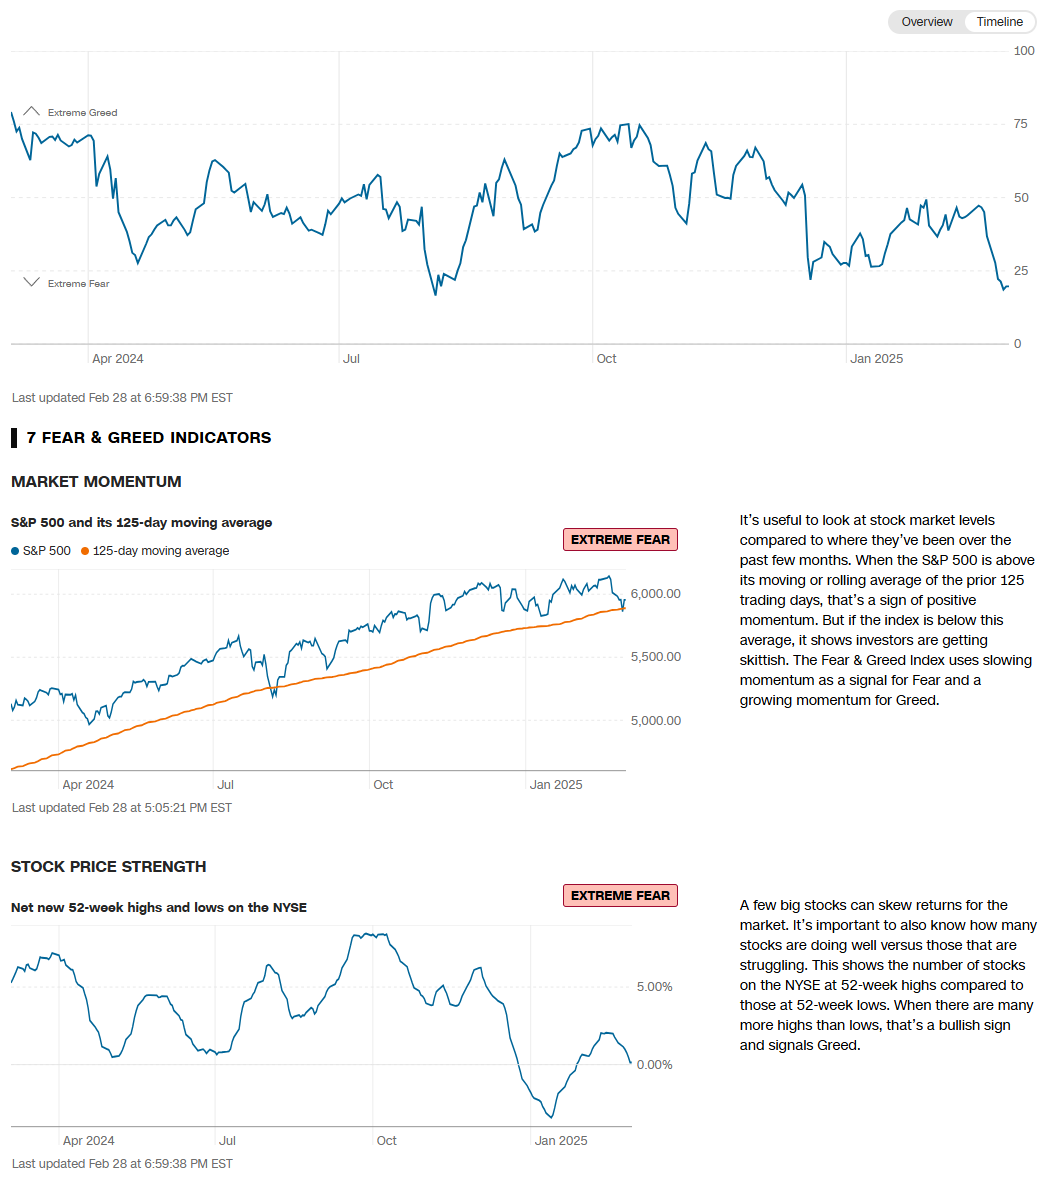 Overview Timeline
100
Extreme Greed
75
50
25
Extreme Fear
0
Apr 2024 Jul Oct Jan 2025
Last updated Feb 28 at 6:59:38 PM EST
7 FEAR & GREED INDICATORS
MARKET MOMENTUM
S&P 500 and its 125-day moving average
EXTREME FEAR
S&P 500 125-day moving average
6,000.00
5,500.00
5,000.00
Apr 2024 Jul Oct Jan 2025
Last updated Feb 28 at 5:05:21 PM EST
It's useful to look at stock market levels
compared to where they've been over the
past few months. When the S&P 500 is above
its moving or rolling average of the prior 125
trading days, that's a sign of positive
momentum. But if the index is below this
average, it shows investors are getting
skittish. The Fear & Greed Index uses slowing
momentum as a signal for Fear and a
growing momentum for Greed.
STOCK PRICE STRENGTH
Net new 52-week highs and lows on the NYSE
EXTREME FEAR
5.00%
0.00%
Apr 2024 Jul Oct Jan 2025
Last updated Feb 28 at 6:59:38 PM EST
A few big stocks can skew returns for the
market. It's important to also know how many
stocks are doing well versus those that are
struggling. This shows the number of stocks
on the NYSE at 52-week highs compared to
those at 52-week lows. When there are many
more highs than lows, that's a bullish sign
and signals Greed.